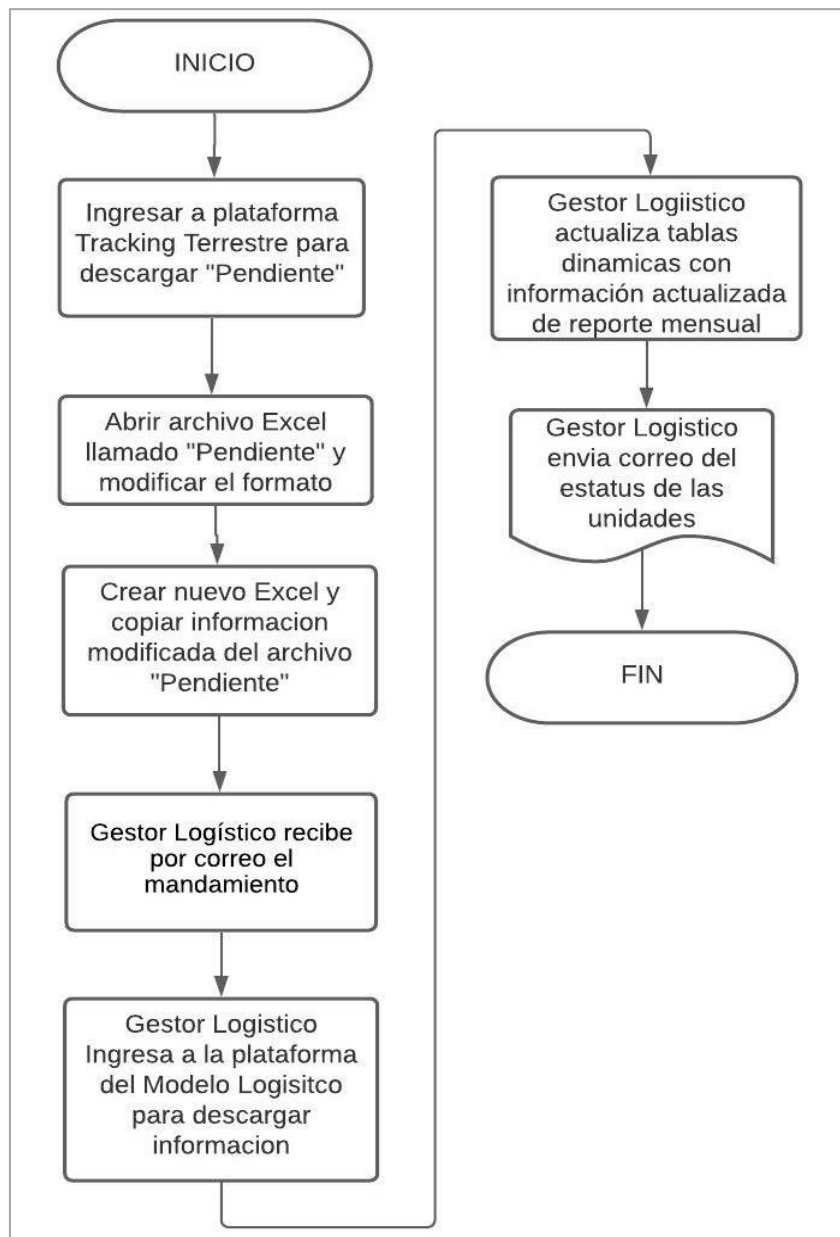 INICIO
Ingresar a plataforma
Tracking Terrestre para
descargar "Pendiente"
Abrir archivo Excel
llamado "Pendiente" y
modificar el formato
Crear nuevo Excel y
copiar informacion
modificada del archivo
"Pendiente"
Gestor Logístico recibe
por correo el
mandamiento
Gestor Logistico
Ingresa a la plataforma
del Modelo Logisitco
para descargar
informacion
Gestor Logiistico
actualiza tablas
dinamicas con
información actualizada
de reporte mensual
Gestor Logistico
envia correo del
estatus de las
unidades
FIN